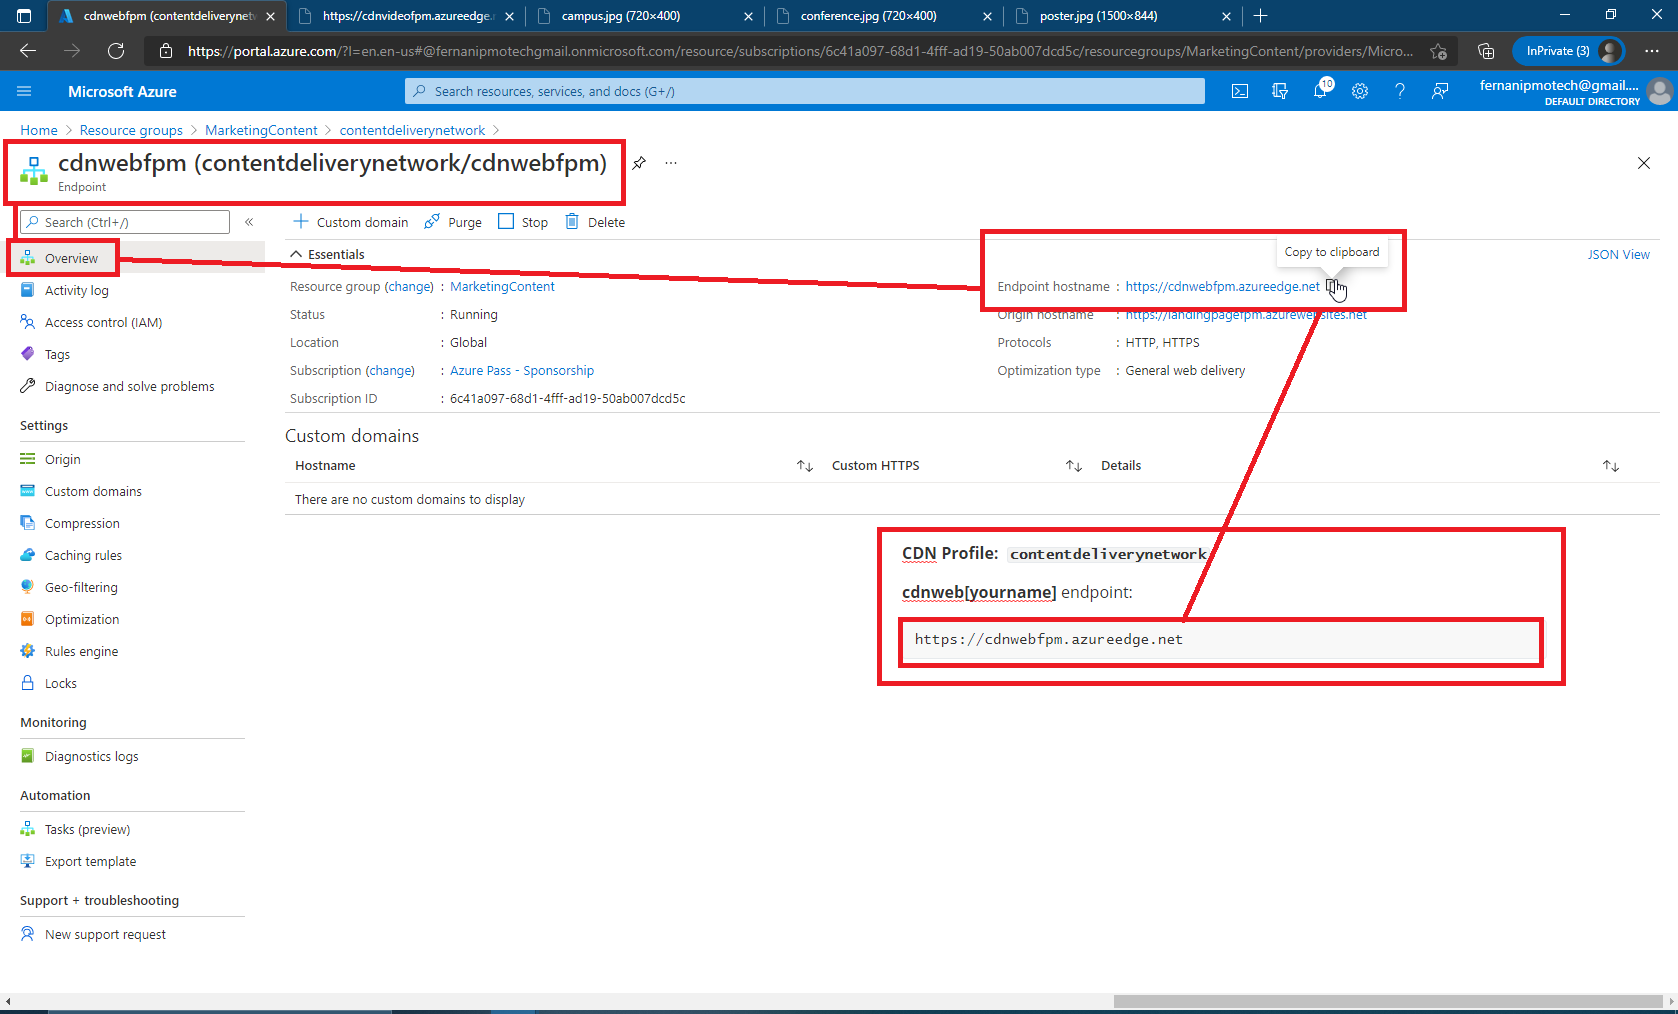 cdnwebfpm (contentdeliverynetw
https://cdnvideofpm.azureedge.
campus.jpg (720×400)
conference.jpg (720×400)
poster.jpg (1500×844)
https://portal.azure.com/?l=en.en-us#@fernanipmotechgmail.onmicrosoft.com/resource/subscriptions/6c41a097-68d1-4fff-ad19-50ab007dcd5c/resourcegroups/MarketingContent/providers/Micro...
InPrivate (3)
Microsoft Azure
Search resources, services, and docs (G+/)
10
fernanipmotech@gmail....
DEFAULT DIRECTORY
Home > Resource groups > MarketingContent > contentdeliverynetwork >
cdnwebfpm (contentdeliverynetwork/cdnwebfpm)
Endpoint
Search (Ctrl+/)
Custom domain
Purge
Stop
Delete
Overview
Activity log
Access control (IAM)
Tags
Diagnose and solve problems
Settings
Origin
Custom domains
Compression
Caching rules
Geo-filtering
Optimization
Rules engine
Locks
Monitoring
Diagnostics logs
Automation
Tasks (preview)
Export template
Support + troubleshooting
New support request
Essentials
JSON View
Copy to clipboard
Resource group (change) : MarketingContent
Status : Running
Location : Global
Subscription (change) : Azure Pass - Sponsorship
Subscription ID : 6c41a097-68d1-4fff-ad19-50ab007dcd5c
Endpoint hostname : https://cdnwebfpm.azureedge.net
Origin hostname : https://landingpagefpm.azurewebsites.net
Protocols : HTTP, HTTPS
Optimization type : General web delivery
Custom domains
Hostname
Custom HTTPS
Details
There are no custom domains to display
CDN Profile: contentdeliverynetwork
cdnweb[yourname] endpoint:
https://cdnwebfpm.azureedge.net